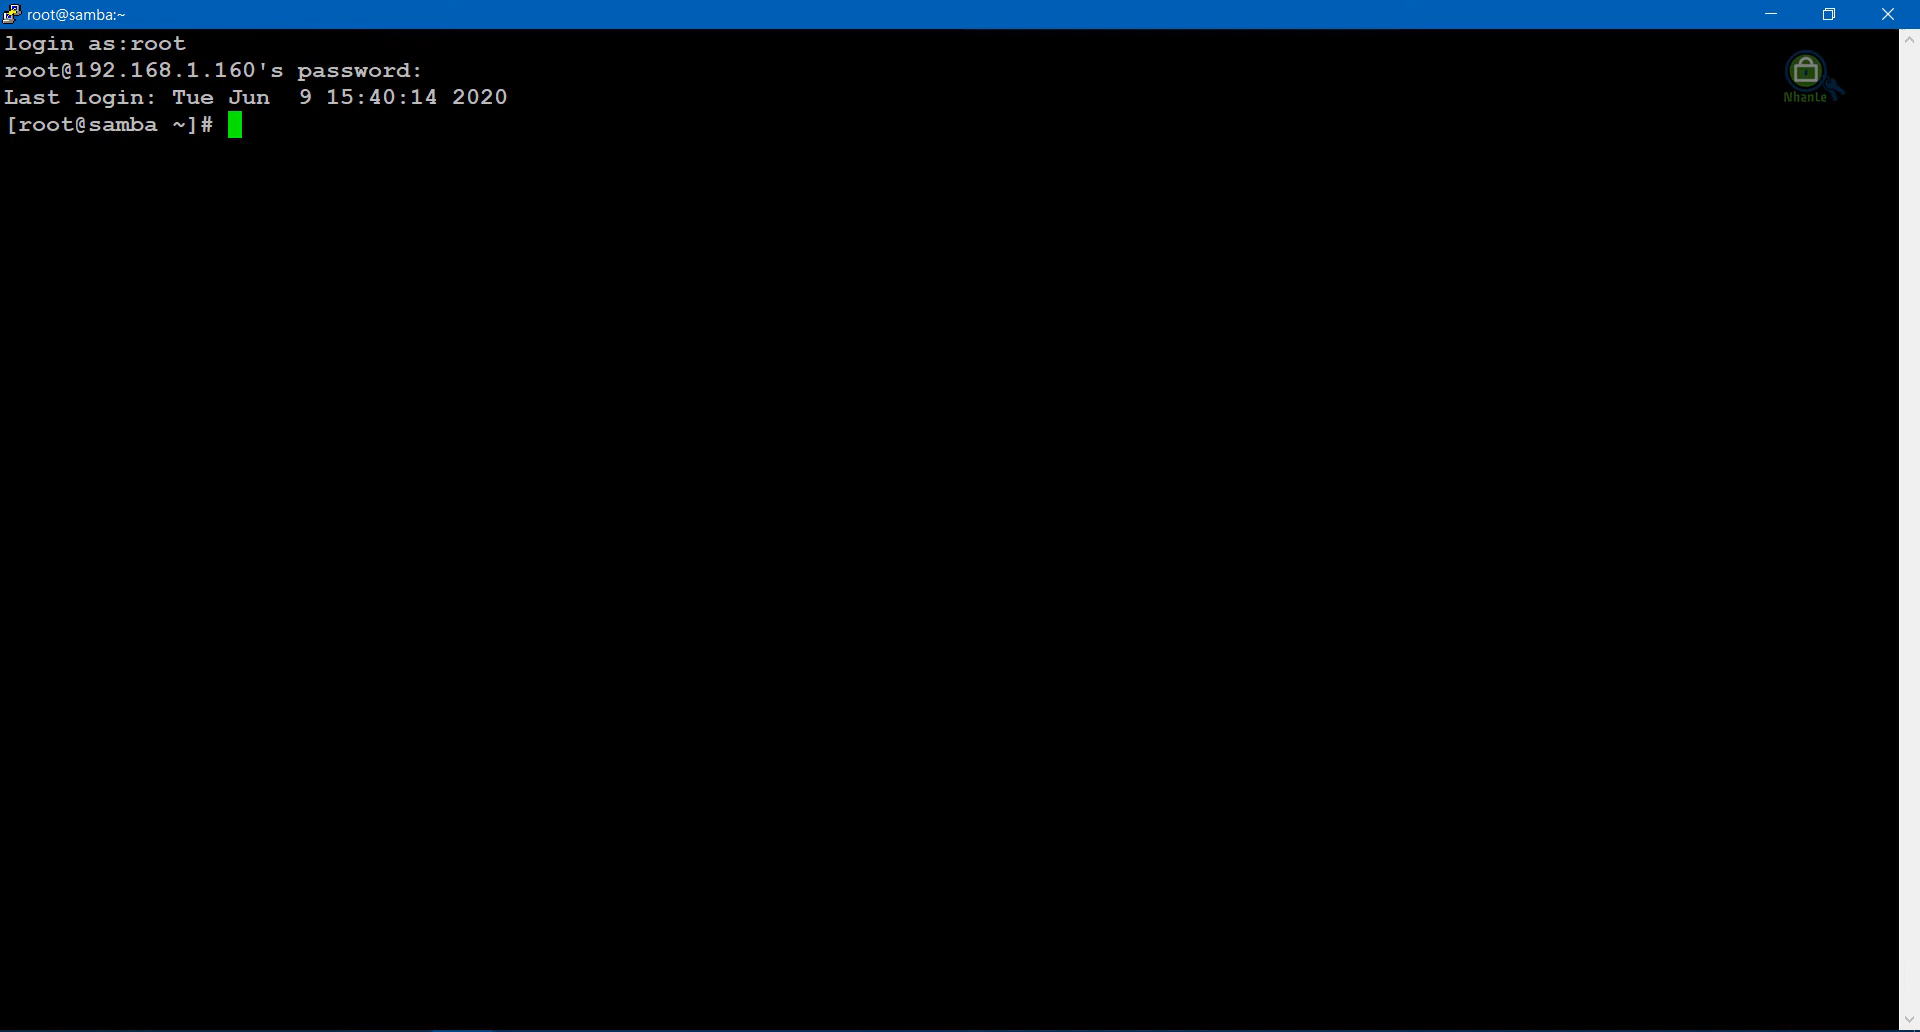 root@samba:~
login as:root
root@192.168.1.160's password:
Last login: Tue Jun  9 15:40:14 2020
[root@samba ~]#
NhanLe